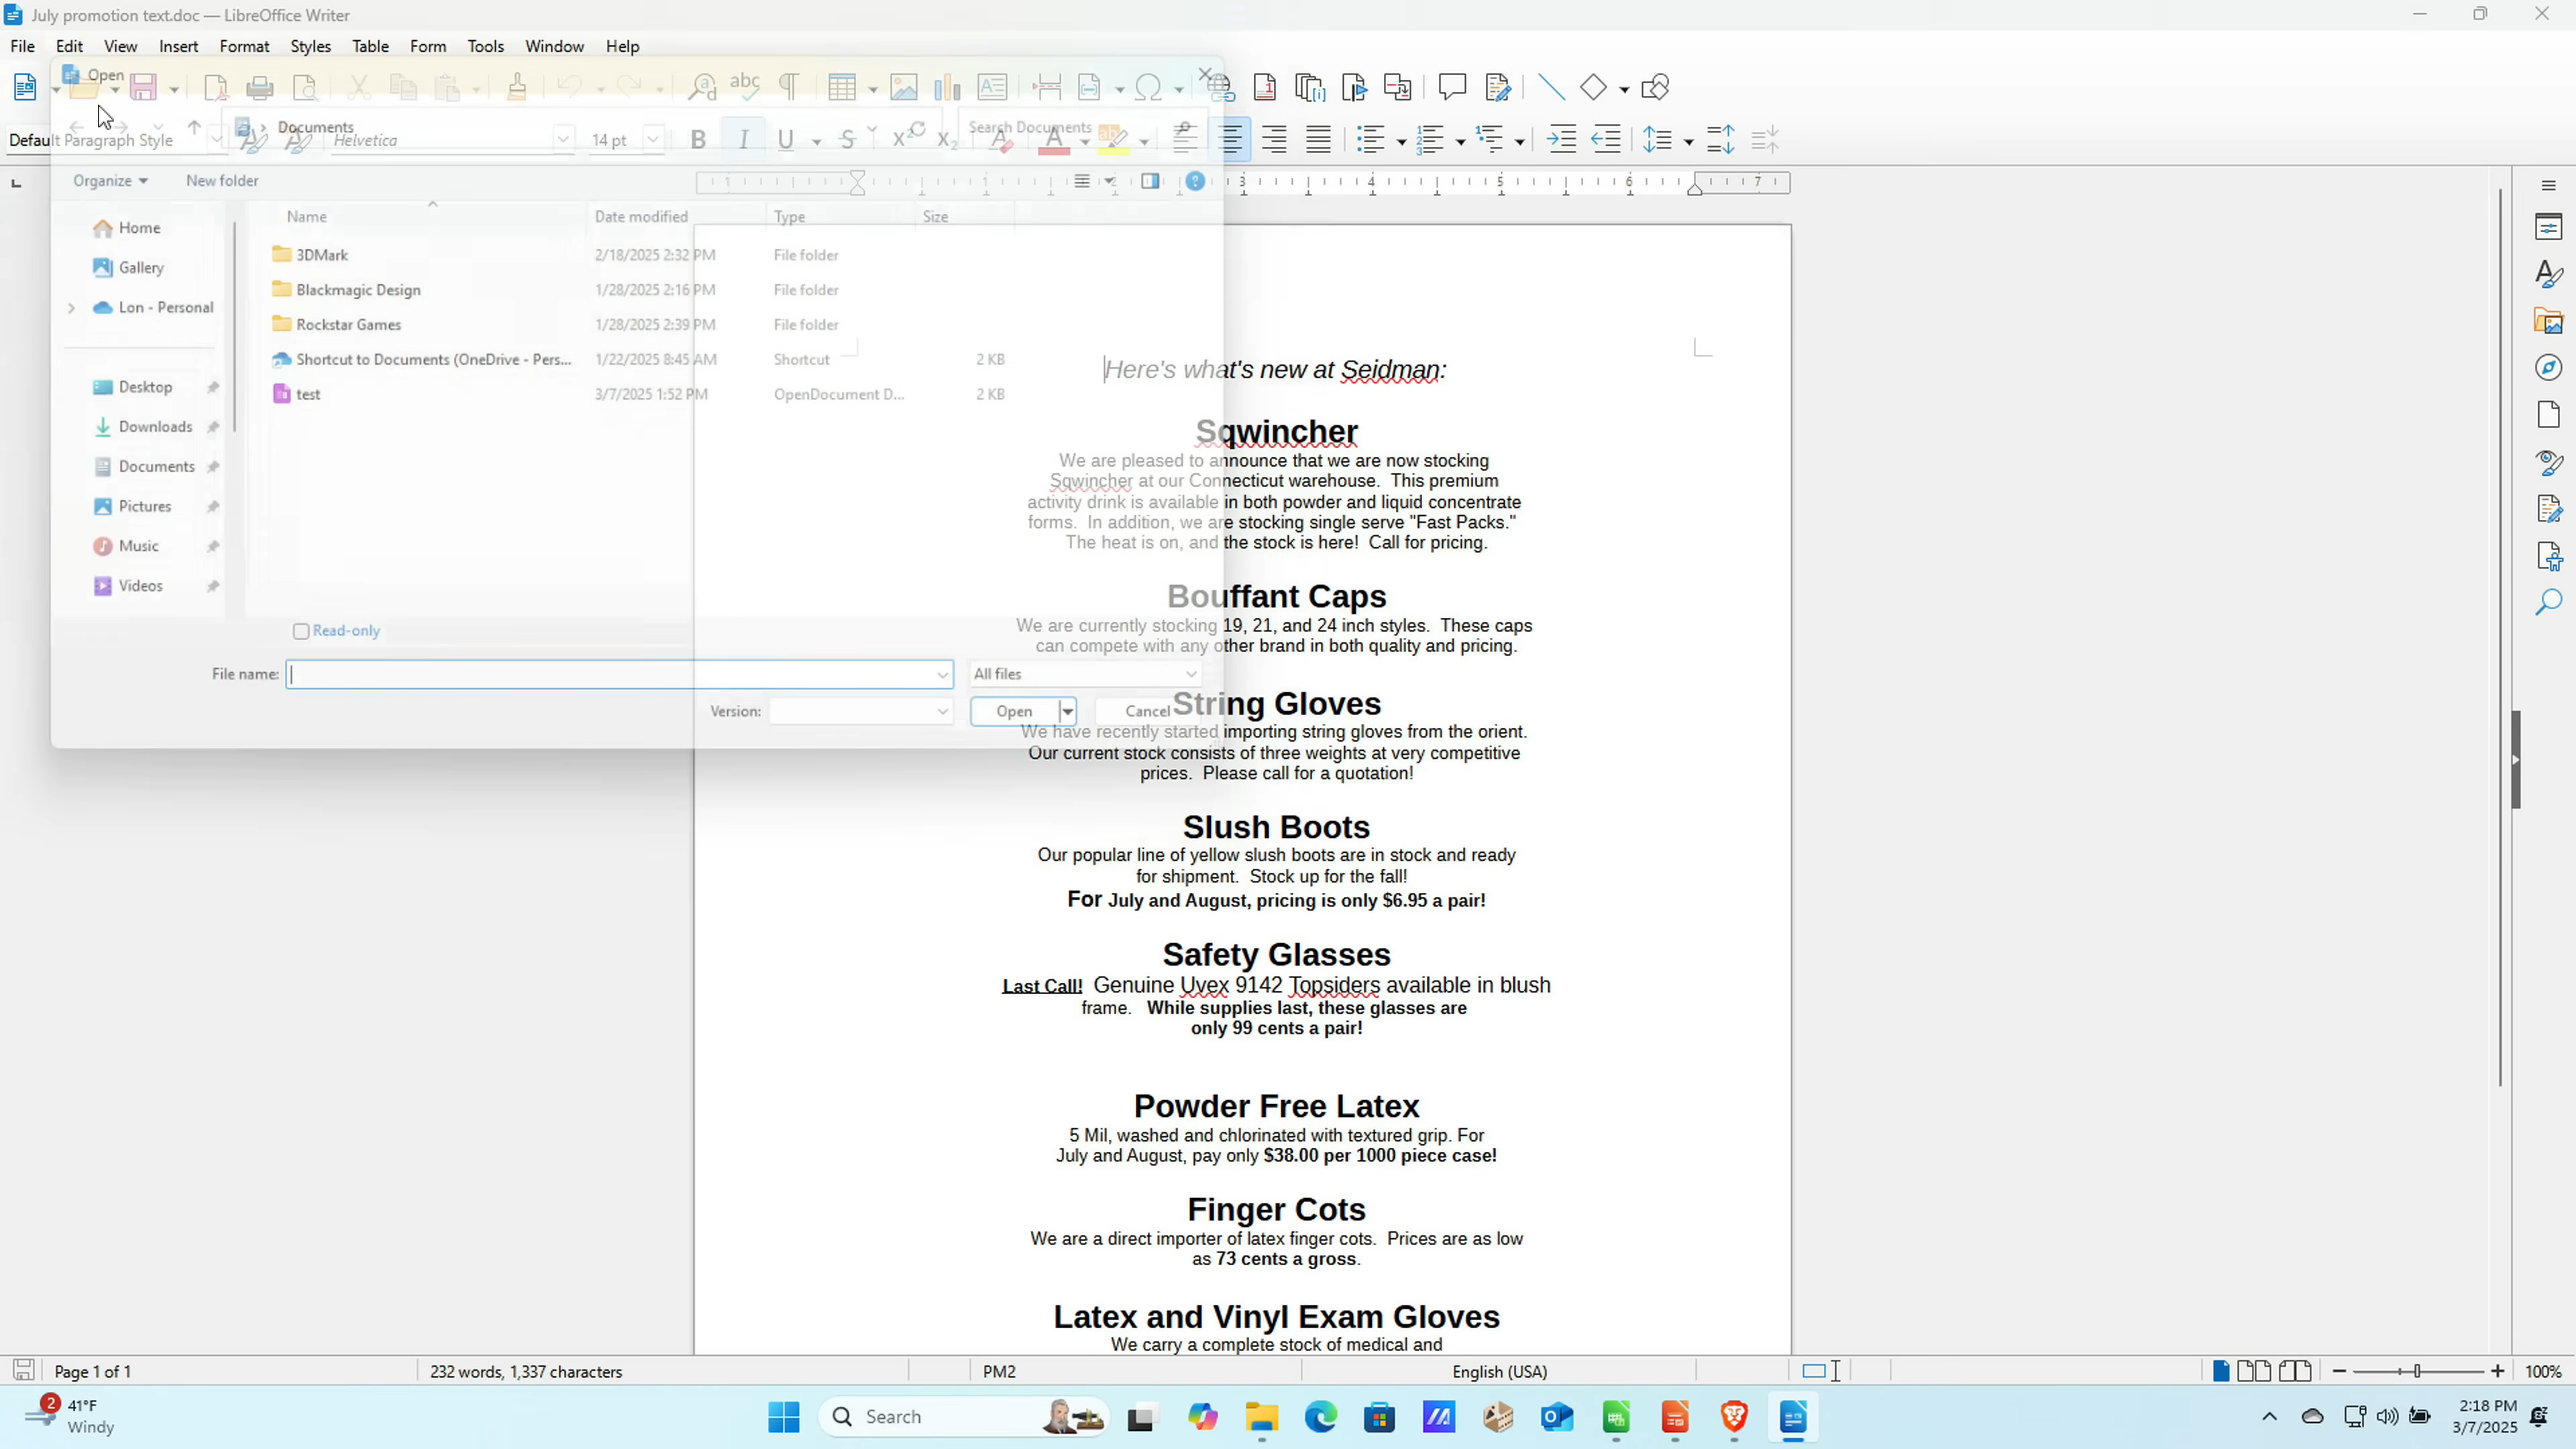 July promotion text.doc — LibreOffice Writer
File Edit View Insert Format Styles Table Form Tools Window Help
Open
Documents
Search Documents
Default Paragraph Style
Helvetica
14 pt
Organize
New folder
1 1 2 3 4 5 6 7
Name Date modified Type Size
Home
Gallery
Lon - Personal
Desktop
Downloads
Documents
Pictures
Music
Videos
3DMark 2/18/2025 2:32 PM File folder
Blackmagic Design 1/28/2025 2:16 PM File folder
Rockstar Games 1/28/2025 2:39 PM File folder
Shortcut to Documents (OneDrive - Pers... 1/22/2025 8:45 AM Shortcut 2 KB
test 3/7/2025 1:52 PM OpenDocument D... 2 KB
Read-only
File name:
All files
Version:
Open
Cancel
Here's what's new at Seidman:
Sqwincher
We are pleased to announce that we are now stocking
Sqwincher at our Connecticut warehouse. This premium
activity drink is available in both powder and liquid concentrate
forms. In addition, we are stocking single serve "Fast Packs."
The heat is on, and the stock is here! Call for pricing.
Bouffant Caps
We are currently stocking 19, 21, and 24 inch styles. These caps
can compete with any other brand in both quality and pricing.
String Gloves
We have recently started importing string gloves from the orient.
Our current stock consists of three weights at very competitive
prices. Please call for a quotation!
Slush Boots
Our popular line of yellow slush boots are in stock and ready
for shipment. Stock up for the fall!
For July and August, pricing is only $6.95 a pair!
Safety Glasses
Last Call! Genuine Uvex 9142 Topsiders available in blush
frame. While supplies last, these glasses are
only 99 cents a pair!
Powder Free Latex
5 Mil, washed and chlorinated with textured grip. For
July and August, pay only $38.00 per 1000 piece case!
Finger Cots
We are a direct importer of latex finger cots. Prices are as low
as 73 cents a gross.
Latex and Vinyl Exam Gloves
We carry a complete stock of medical and
Page 1 of 1
232 words, 1,337 characters
PM2
English (USA)
100%
2
41°F
Windy
Search
2:18 PM
3/7/2025